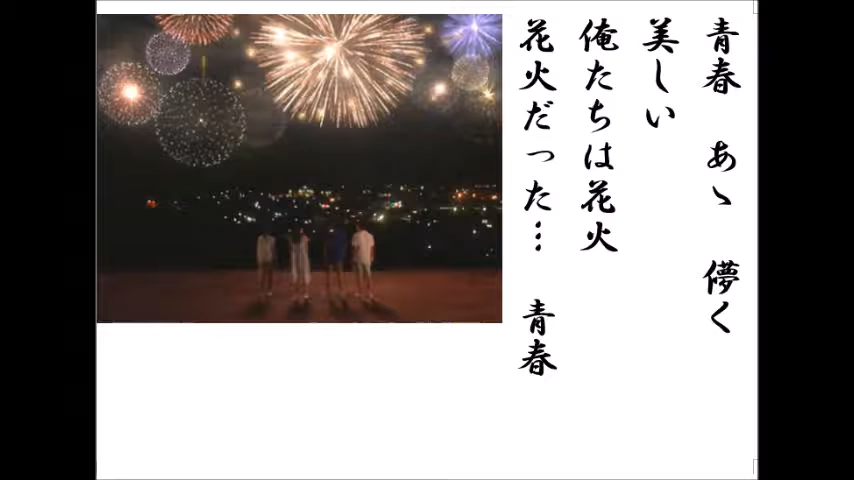 青春　あゝ　儚く
美しい
俺たちは花火
花火だった…　青春